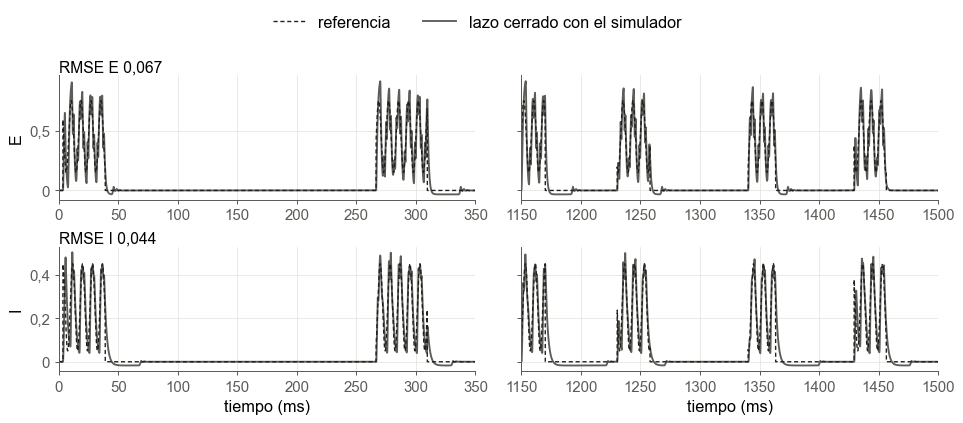 referencia   lazo cerrado con el simulador
RMSE E 0,067
E
0,5
0
0 50 100 150 200 250 300 350
1150 1200 1250 1300 1350 1400 1450 1500
RMSE I 0,044
I
0,4
0,2
0
0 50 100 150 200 250 300 350
1150 1200 1250 1300 1350 1400 1450 1500
tiempo (ms)   tiempo (ms)